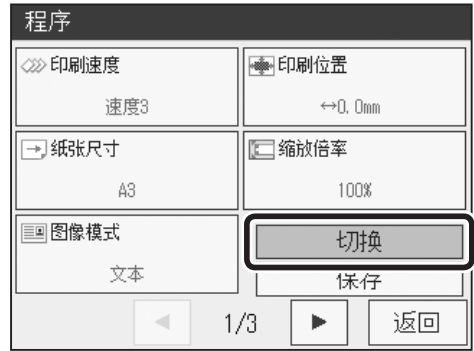 程序
印刷速度
速度3
印刷位置
↔0.0mm
纸张尺寸
A3
缩放倍率
100%
图像模式
文本
切换
保存
◀ 1/3 ▶ 返回